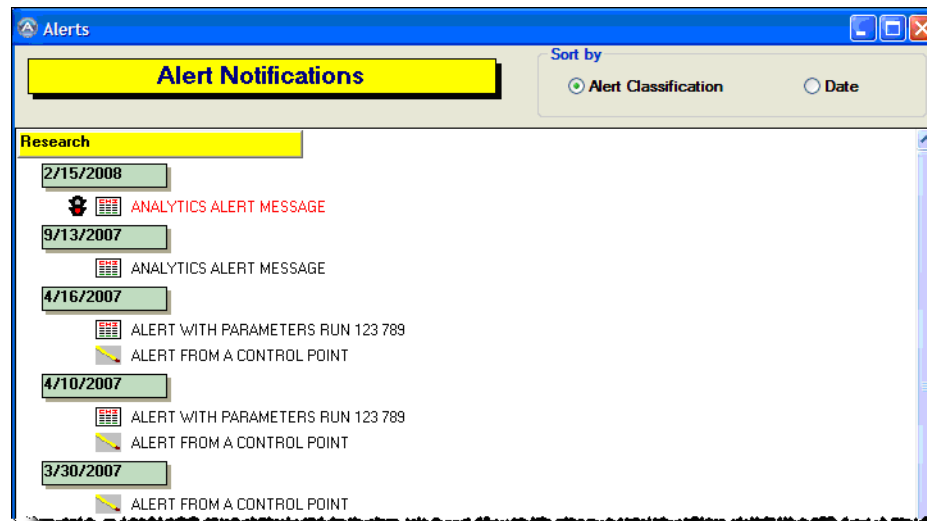 Alerts
Alert Notifications
Sort by
Alert Classification
Date
Research
2/15/2008
ANALYTICS ALERT MESSAGE
9/13/2007
ANALYTICS ALERT MESSAGE
4/16/2007
ALERT WITH PARAMETERS RUN 123 789
ALERT FROM A CONTROL POINT
4/10/2007
ALERT WITH PARAMETERS RUN 123 789
ALERT FROM A CONTROL POINT
3/30/2007
ALERT FROM A CONTROL POINT